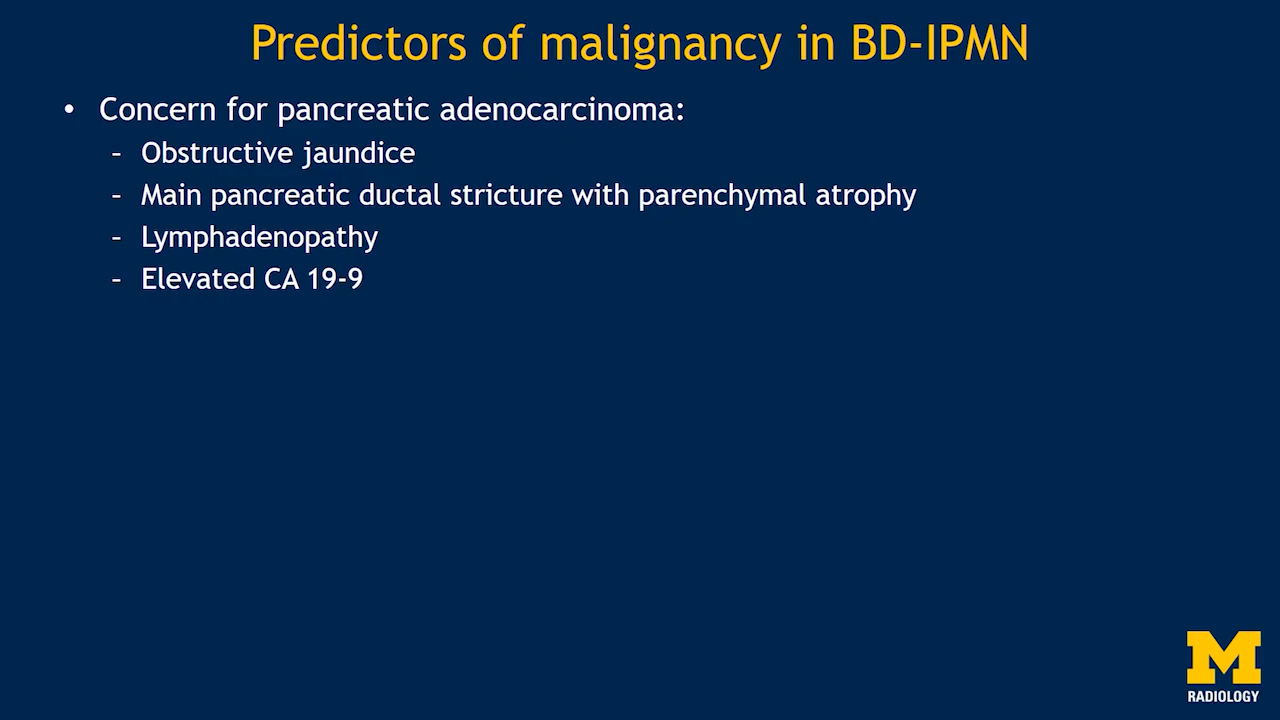 Predictors of malignancy in BD-IPMN
• Concern for pancreatic adenocarcinoma:
– Obstructive jaundice
– Main pancreatic ductal stricture with parenchymal atrophy
– Lymphadenopathy
– Elevated CA 19-9
M
RADIOLOGY